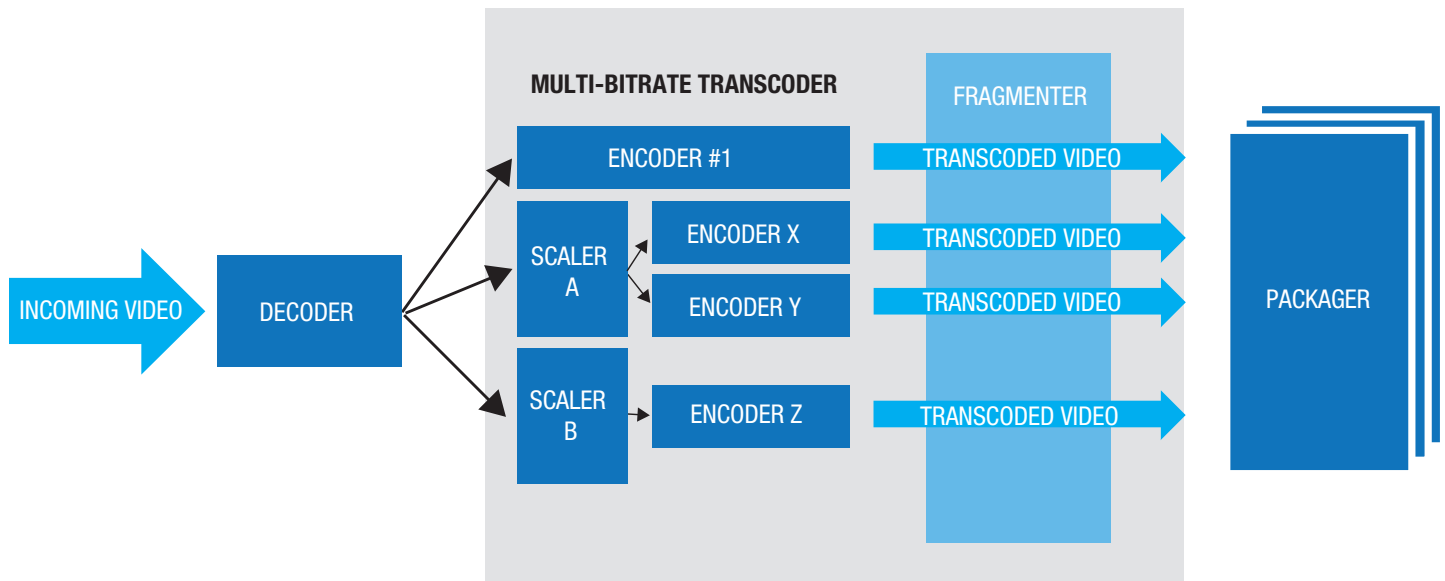 MULTI-BITRATE TRANSCODER
FRAGMENTER
INCOMING VIDEO
DECODER
ENCODER #1
TRANSCODED VIDEO
SCALER
A
ENCODER X
TRANSCODED VIDEO
ENCODER Y
TRANSCODED VIDEO
SCALER
B
ENCODER Z
TRANSCODED VIDEO
PACKAGER